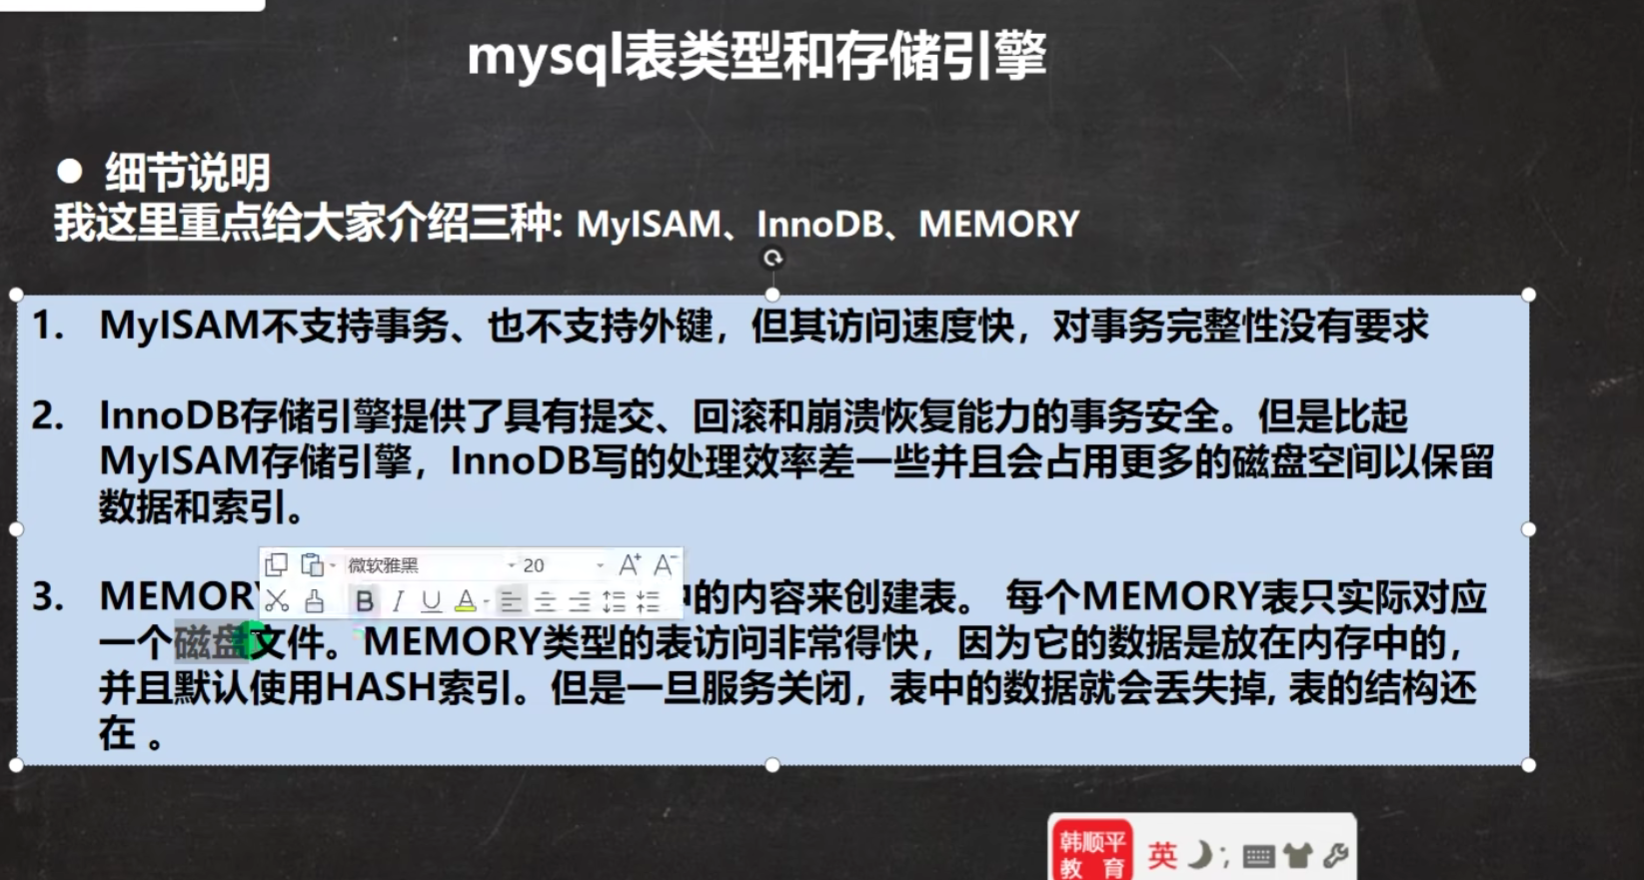 mysql表类型和存储引擎
● 细节说明
我这里重点给大家介绍三种: MyISAM、InnoDB、MEMORY
1. MyISAM不支持事务、也不支持外键，但其访问速度快，对事务完整性没有要求
2. InnoDB存储引擎提供了具有提交、回滚和崩溃恢复能力的事务安全。但是比起
MyISAM存储引擎，InnoDB写的处理效率差一些并且会占用更多的磁盘空间以保留
数据和索引。
微软雅黑 20 A+ A-
B I U A
3. MEMORY 的内容来创建表。 每个MEMORY表只实际对应
一个磁盘文件。MEMORY类型的表访问非常得快，因为它的数据是放在内存中的，
并且默认使用HASH索引。但是一旦服务关闭，表中的数据就会丢失掉, 表的结构还
在 。
韩顺平
教 育
英